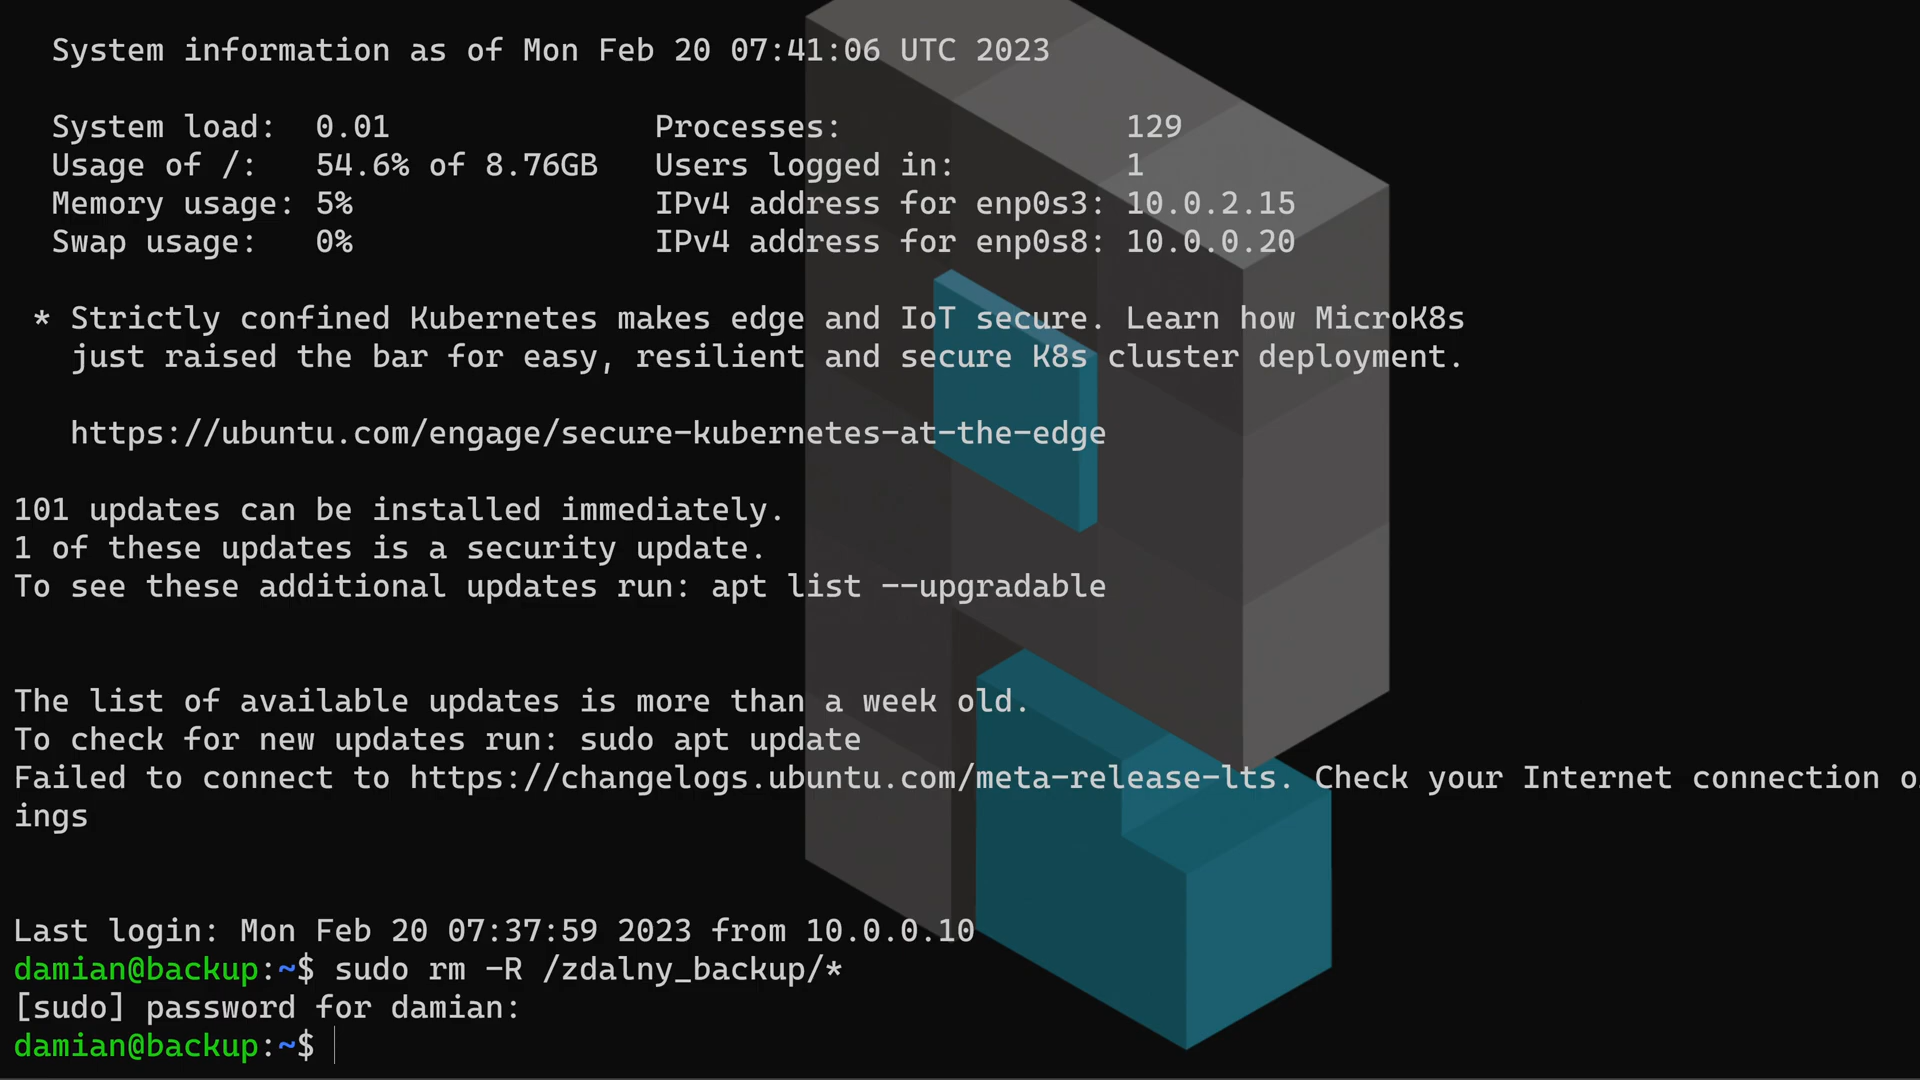 System information as of Mon Feb 20 07:41:06 UTC 2023
System load: 0.01 Processes: 129
Usage of /: 54.6% of 8.76GB Users logged in: 1
Memory usage: 5% IPv4 address for enp0s3: 10.0.2.15
Swap usage: 0% IPv4 address for enp0s8: 10.0.0.20
* Strictly confined Kubernetes makes edge and IoT secure. Learn how MicroK8s
just raised the bar for easy, resilient and secure K8s cluster deployment.
https://ubuntu.com/engage/secure-kubernetes-at-the-edge
101 updates can be installed immediately.
1 of these updates is a security update.
To see these additional updates run: apt list --upgradable
The list of available updates is more than a week old.
To check for new updates run: sudo apt update
Failed to connect to https://changelogs.ubuntu.com/meta-release-lts. Check your Internet connection o
ings
Last login: Mon Feb 20 07:37:59 2023 from 10.0.0.10
damian@backup:~$ sudo rm -R /zdalny_backup/*
[sudo] password for damian:
damian@backup:~$